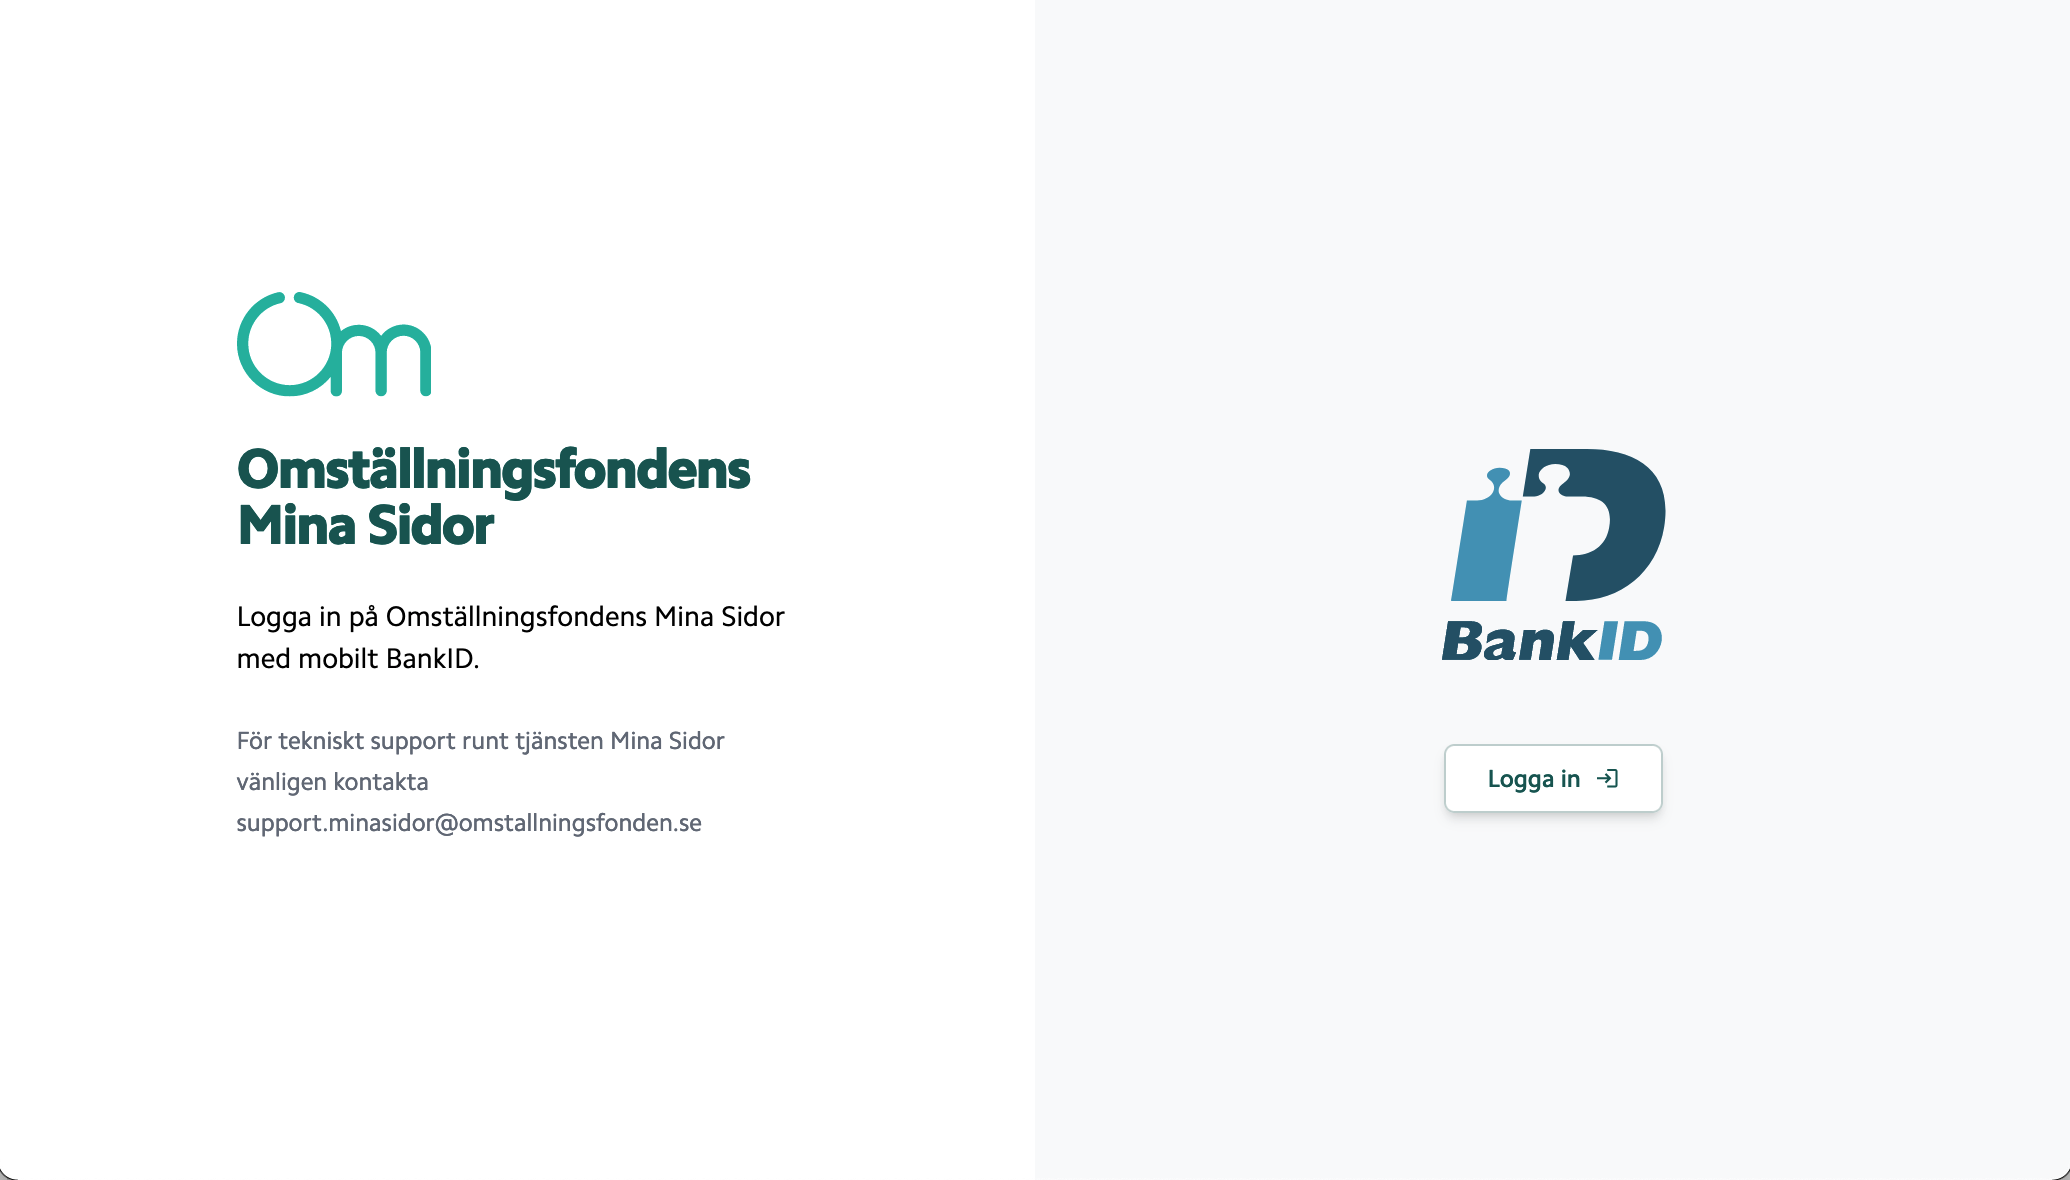 Om
Omställningsfondens
Mina Sidor
Logga in på Omställningsfondens Mina Sidor
med mobilt BankID.
För tekniskt support runt tjänsten Mina Sidor
vänligen kontakta
support.minasidor@omstallningsfonden.se
iD
BankID
Logga in